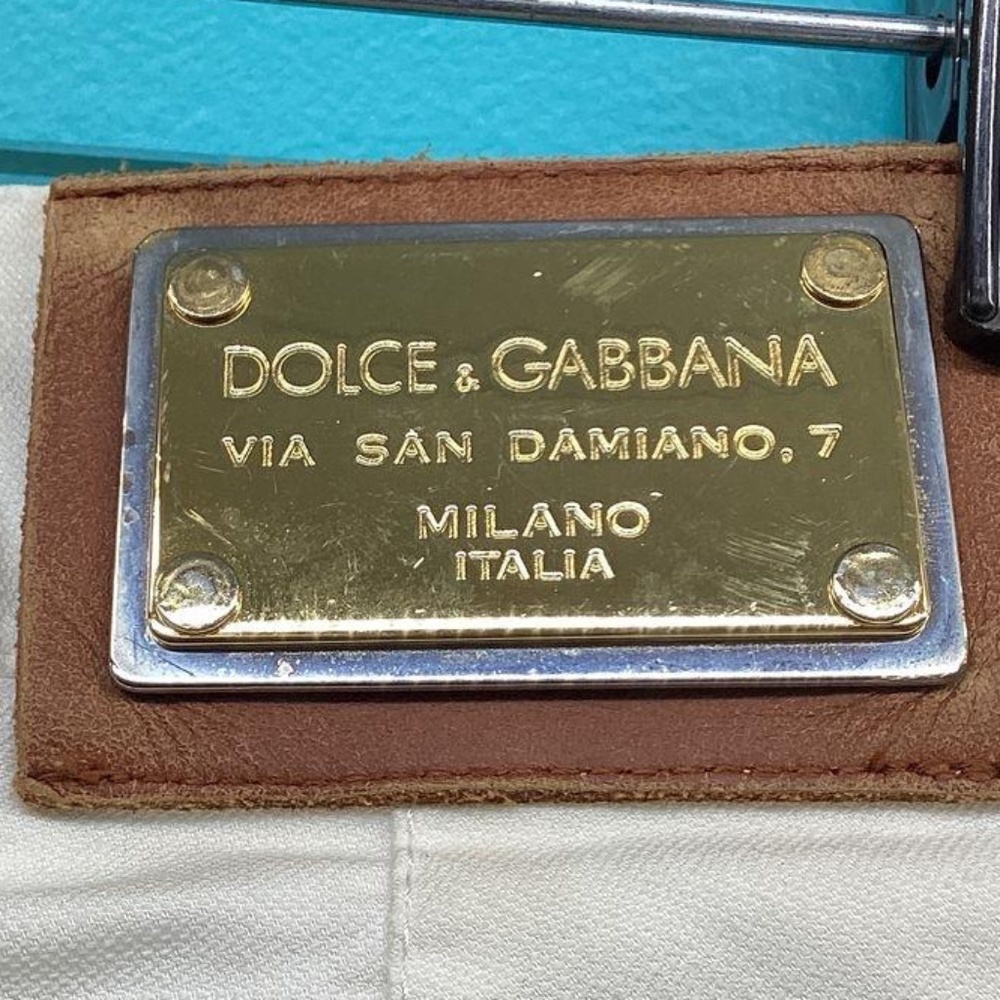 DOLCE & GABBANA
VIA SAN DAMIANO, 7
MILANO
ITALIA